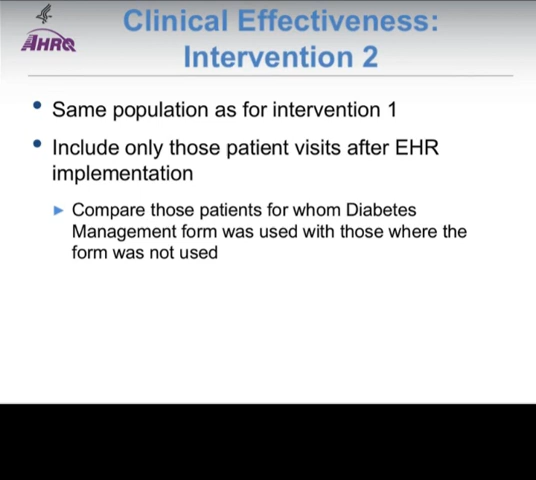 Clinical Effectiveness:
AHRQ
Intervention 2
• Same population as for intervention 1
• Include only those patient visits after EHR
implementation
► Compare those patients for whom Diabetes
Management form was used with those where the
form was not used